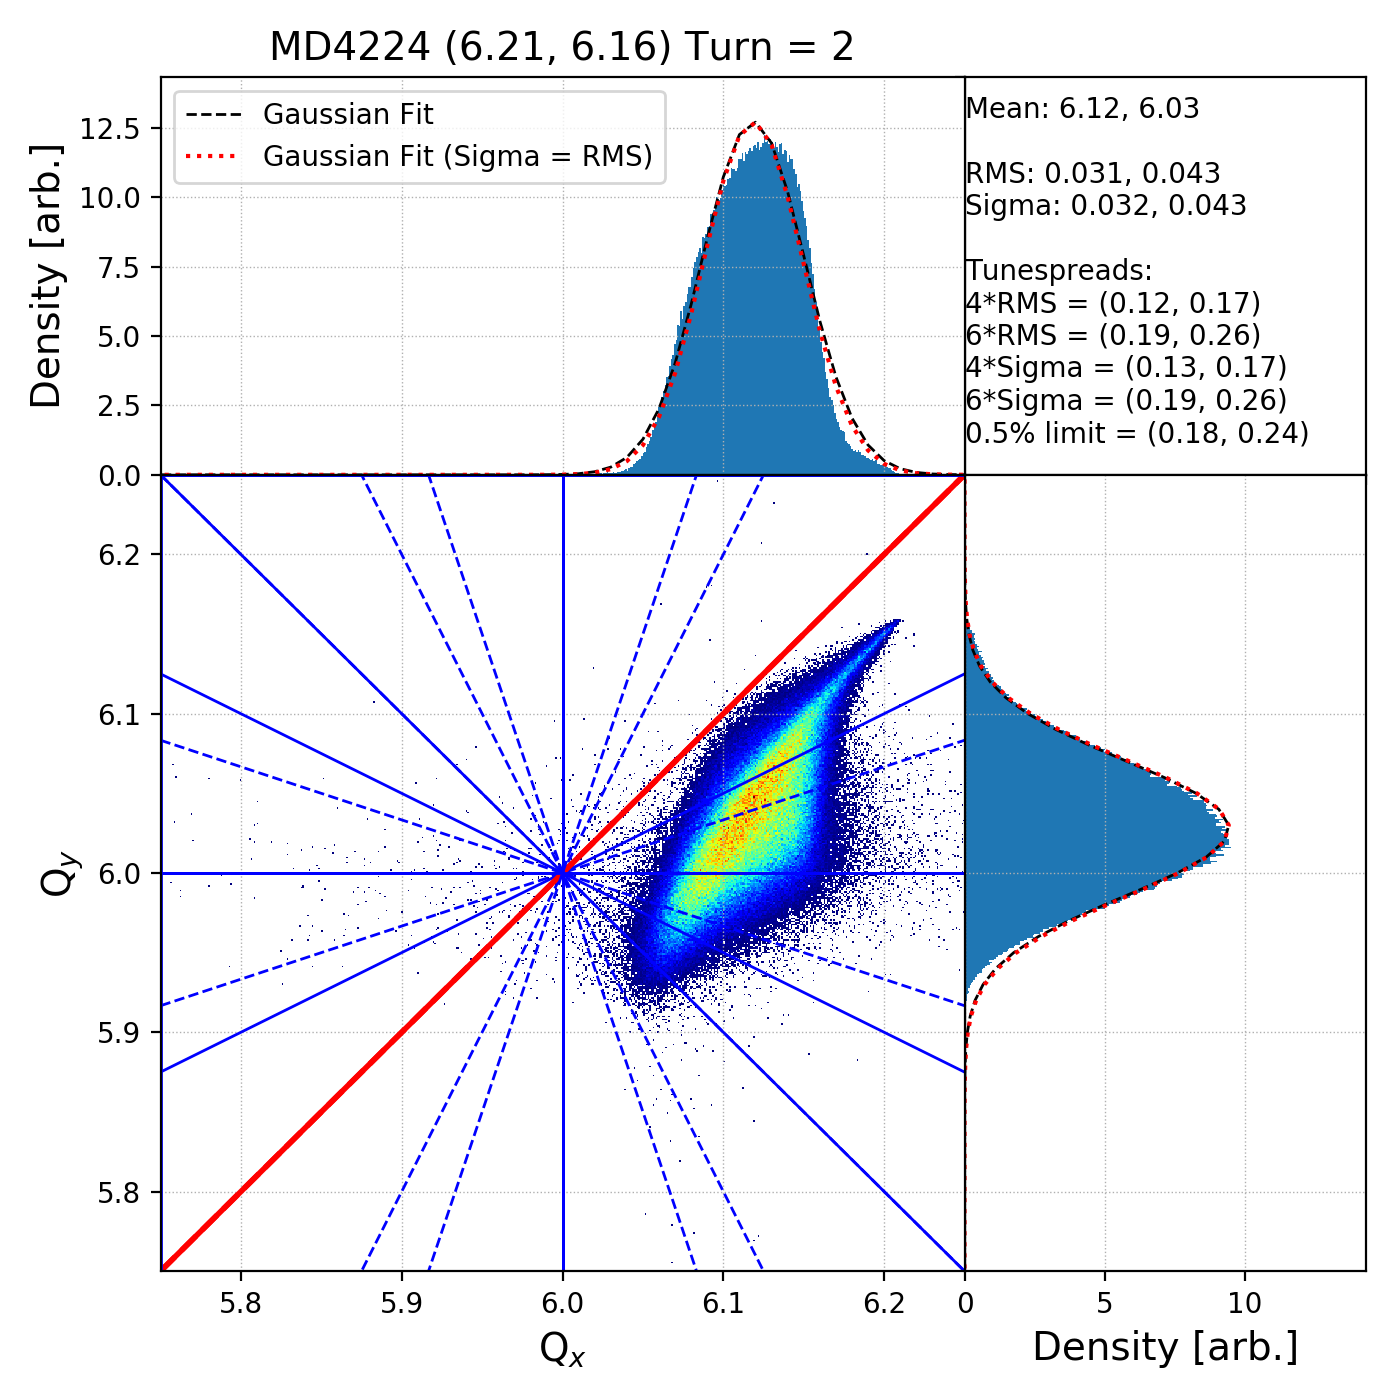 MD4224 (6.21, 6.16) Turn = 2
Gaussian Fit
Gaussian Fit (Sigma = RMS)
Density [arb.]
12.5
10.0
7.5
5.0
2.5
0.0
Mean: 6.12, 6.03
RMS: 0.031, 0.043
Sigma: 0.032, 0.043
Tunespreads:
4*RMS = (0.12, 0.17)
6*RMS = (0.19, 0.26)
4*Sigma = (0.13, 0.17)
6*Sigma = (0.19, 0.26)
0.5% limit = (0.18, 0.24)
Qy
6.2
6.1
6.0
5.9
5.8
5.8 5.9 6.0 6.1 6.2
Qx
0 5 10
Density [arb.]